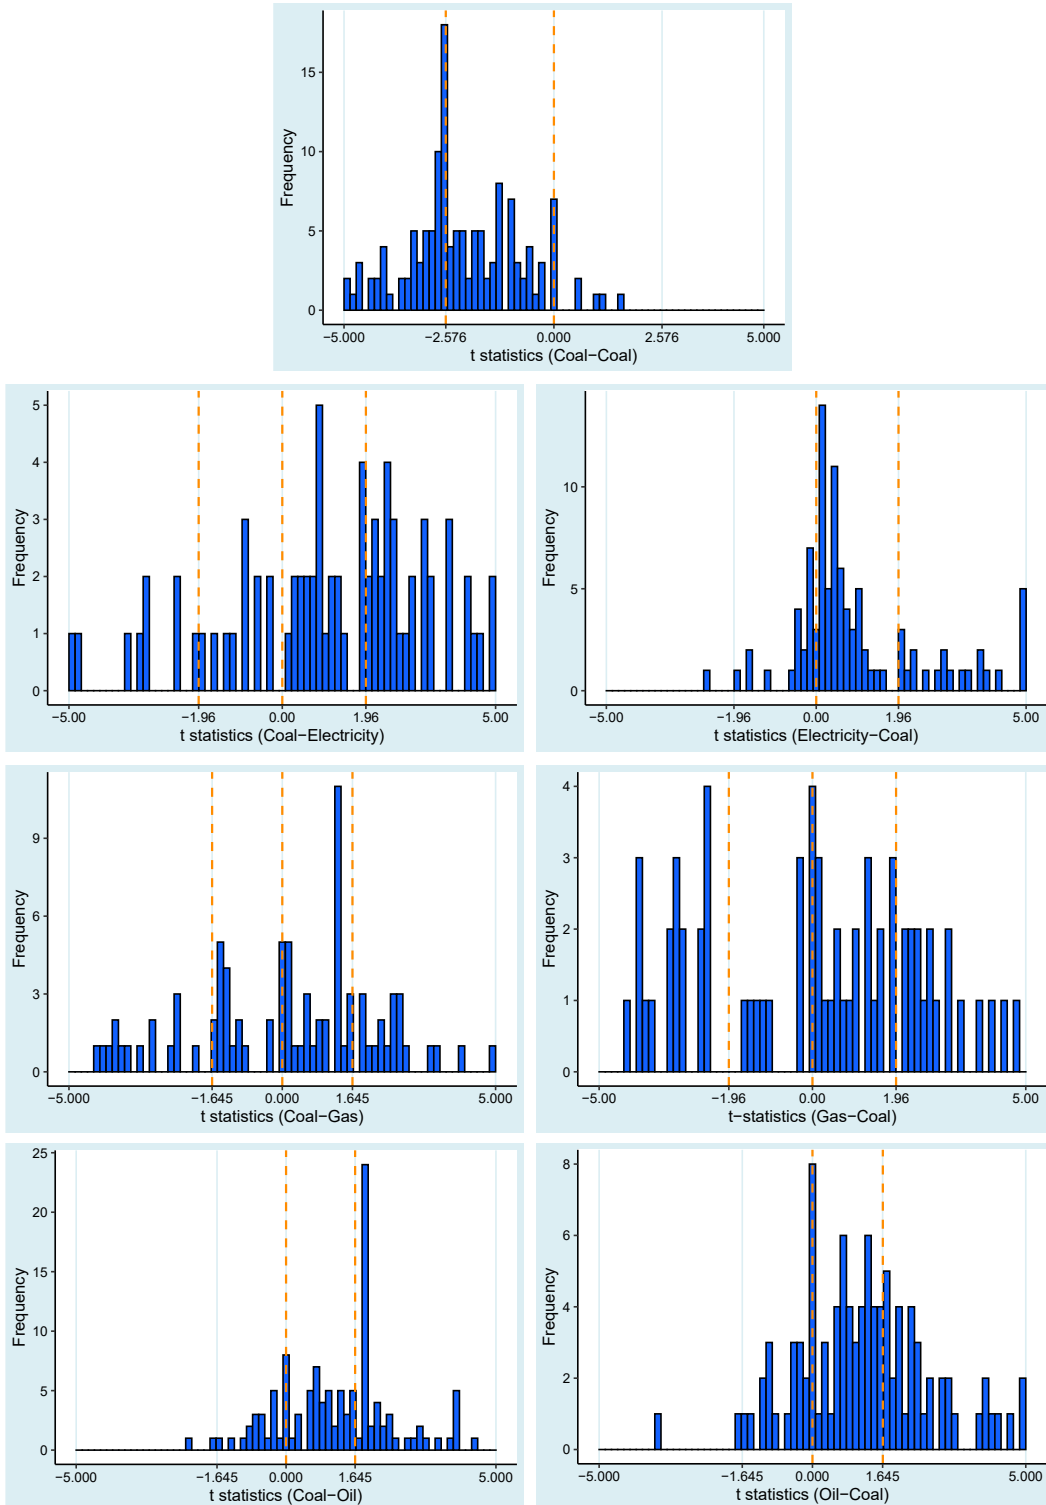 Frequency
15
10
5
0
−5.000 −2.576 0.000 2.576 5.000
t statistics (Coal−Coal)
Frequency
5
4
3
2
1
0
−5.00 −1.96 0.00 1.96 5.00
t statistics (Coal−Electricity)
Frequency
10
5
0
−5.00 −1.96 0.00 1.96 5.00
t statistics (Electricity−Coal)
Frequency
9
6
3
0
−5.000 −1.645 0.000 1.645 5.000
t statistics (Coal−Gas)
Frequency
4
3
2
1
0
−5.00 −1.96 0.00 1.96 5.00
t−statistics (Gas−Coal)
Frequency
25
20
15
10
5
0
−5.000 −1.645 0.000 1.645 5.000
t statistics (Coal−Oil)
Frequency
8
6
4
2
0
−5.000 −1.645 0.000 1.645 5.000
t statistics (Oil−Coal)